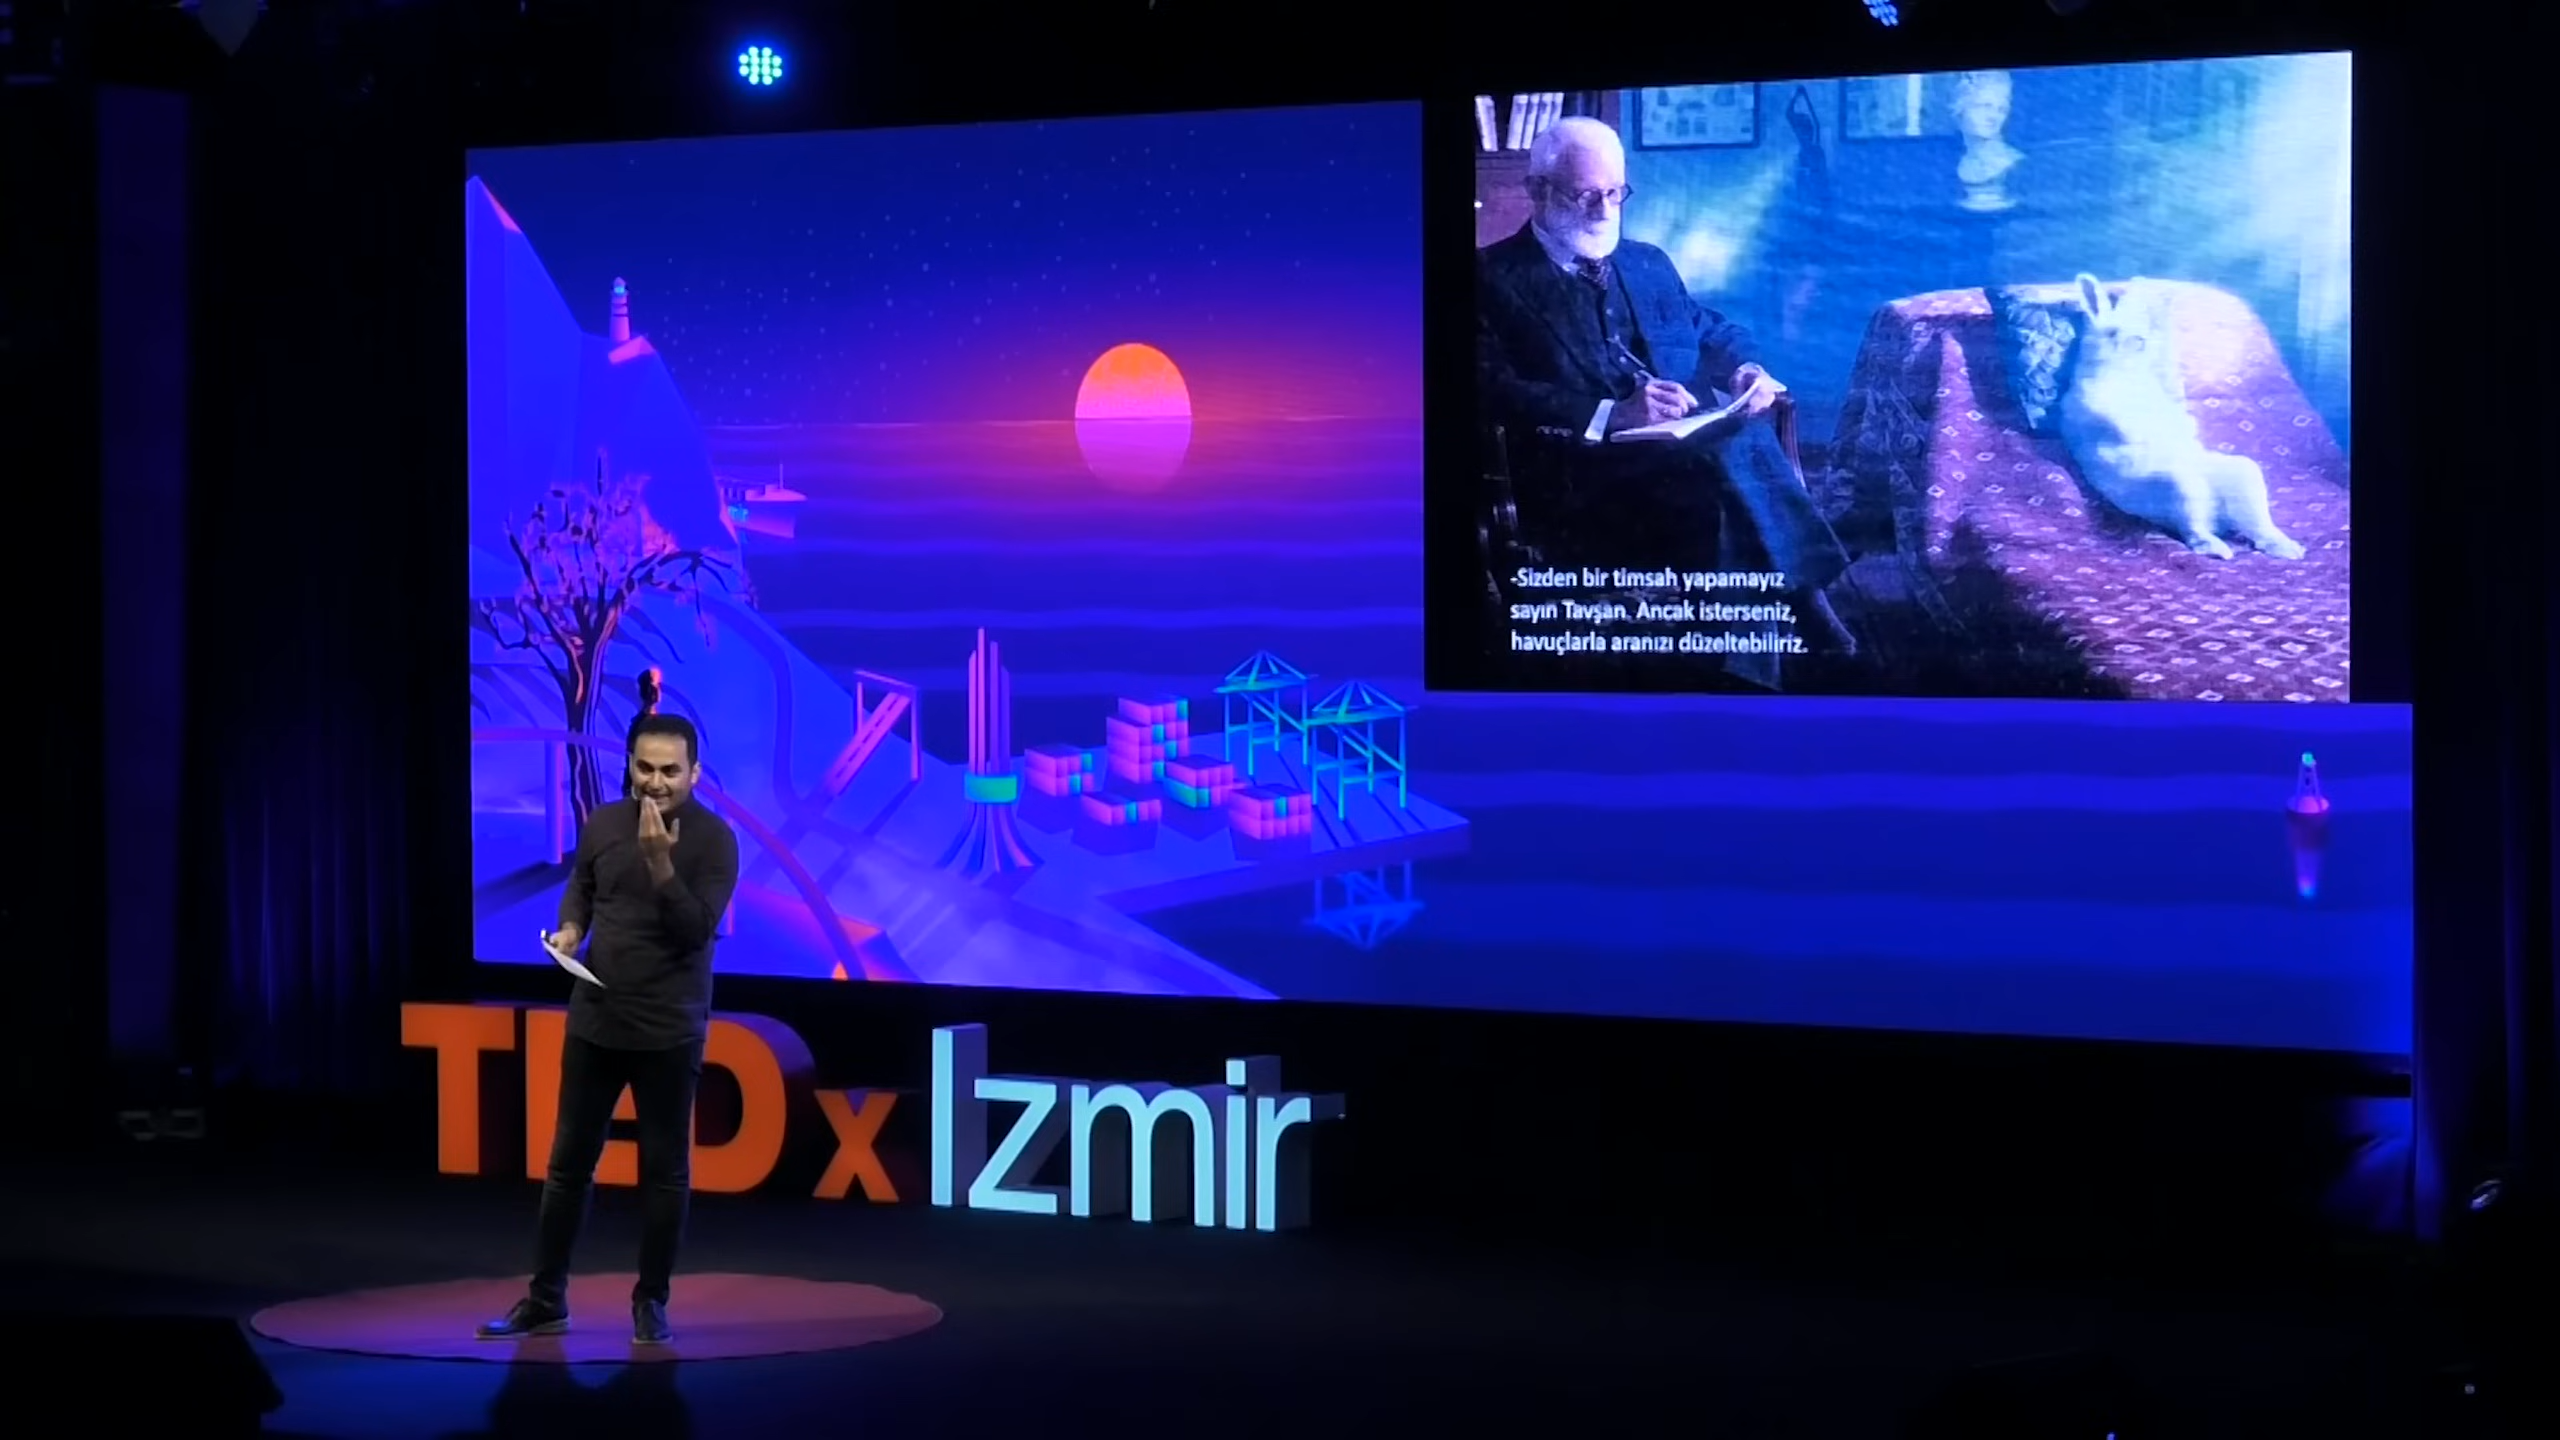 -Sizden bir timsah yapamayız
sayın Tavşan. Ancak isterseniz,
havuçlarla aranızı düzeltebiliriz.
TEDx Izmir